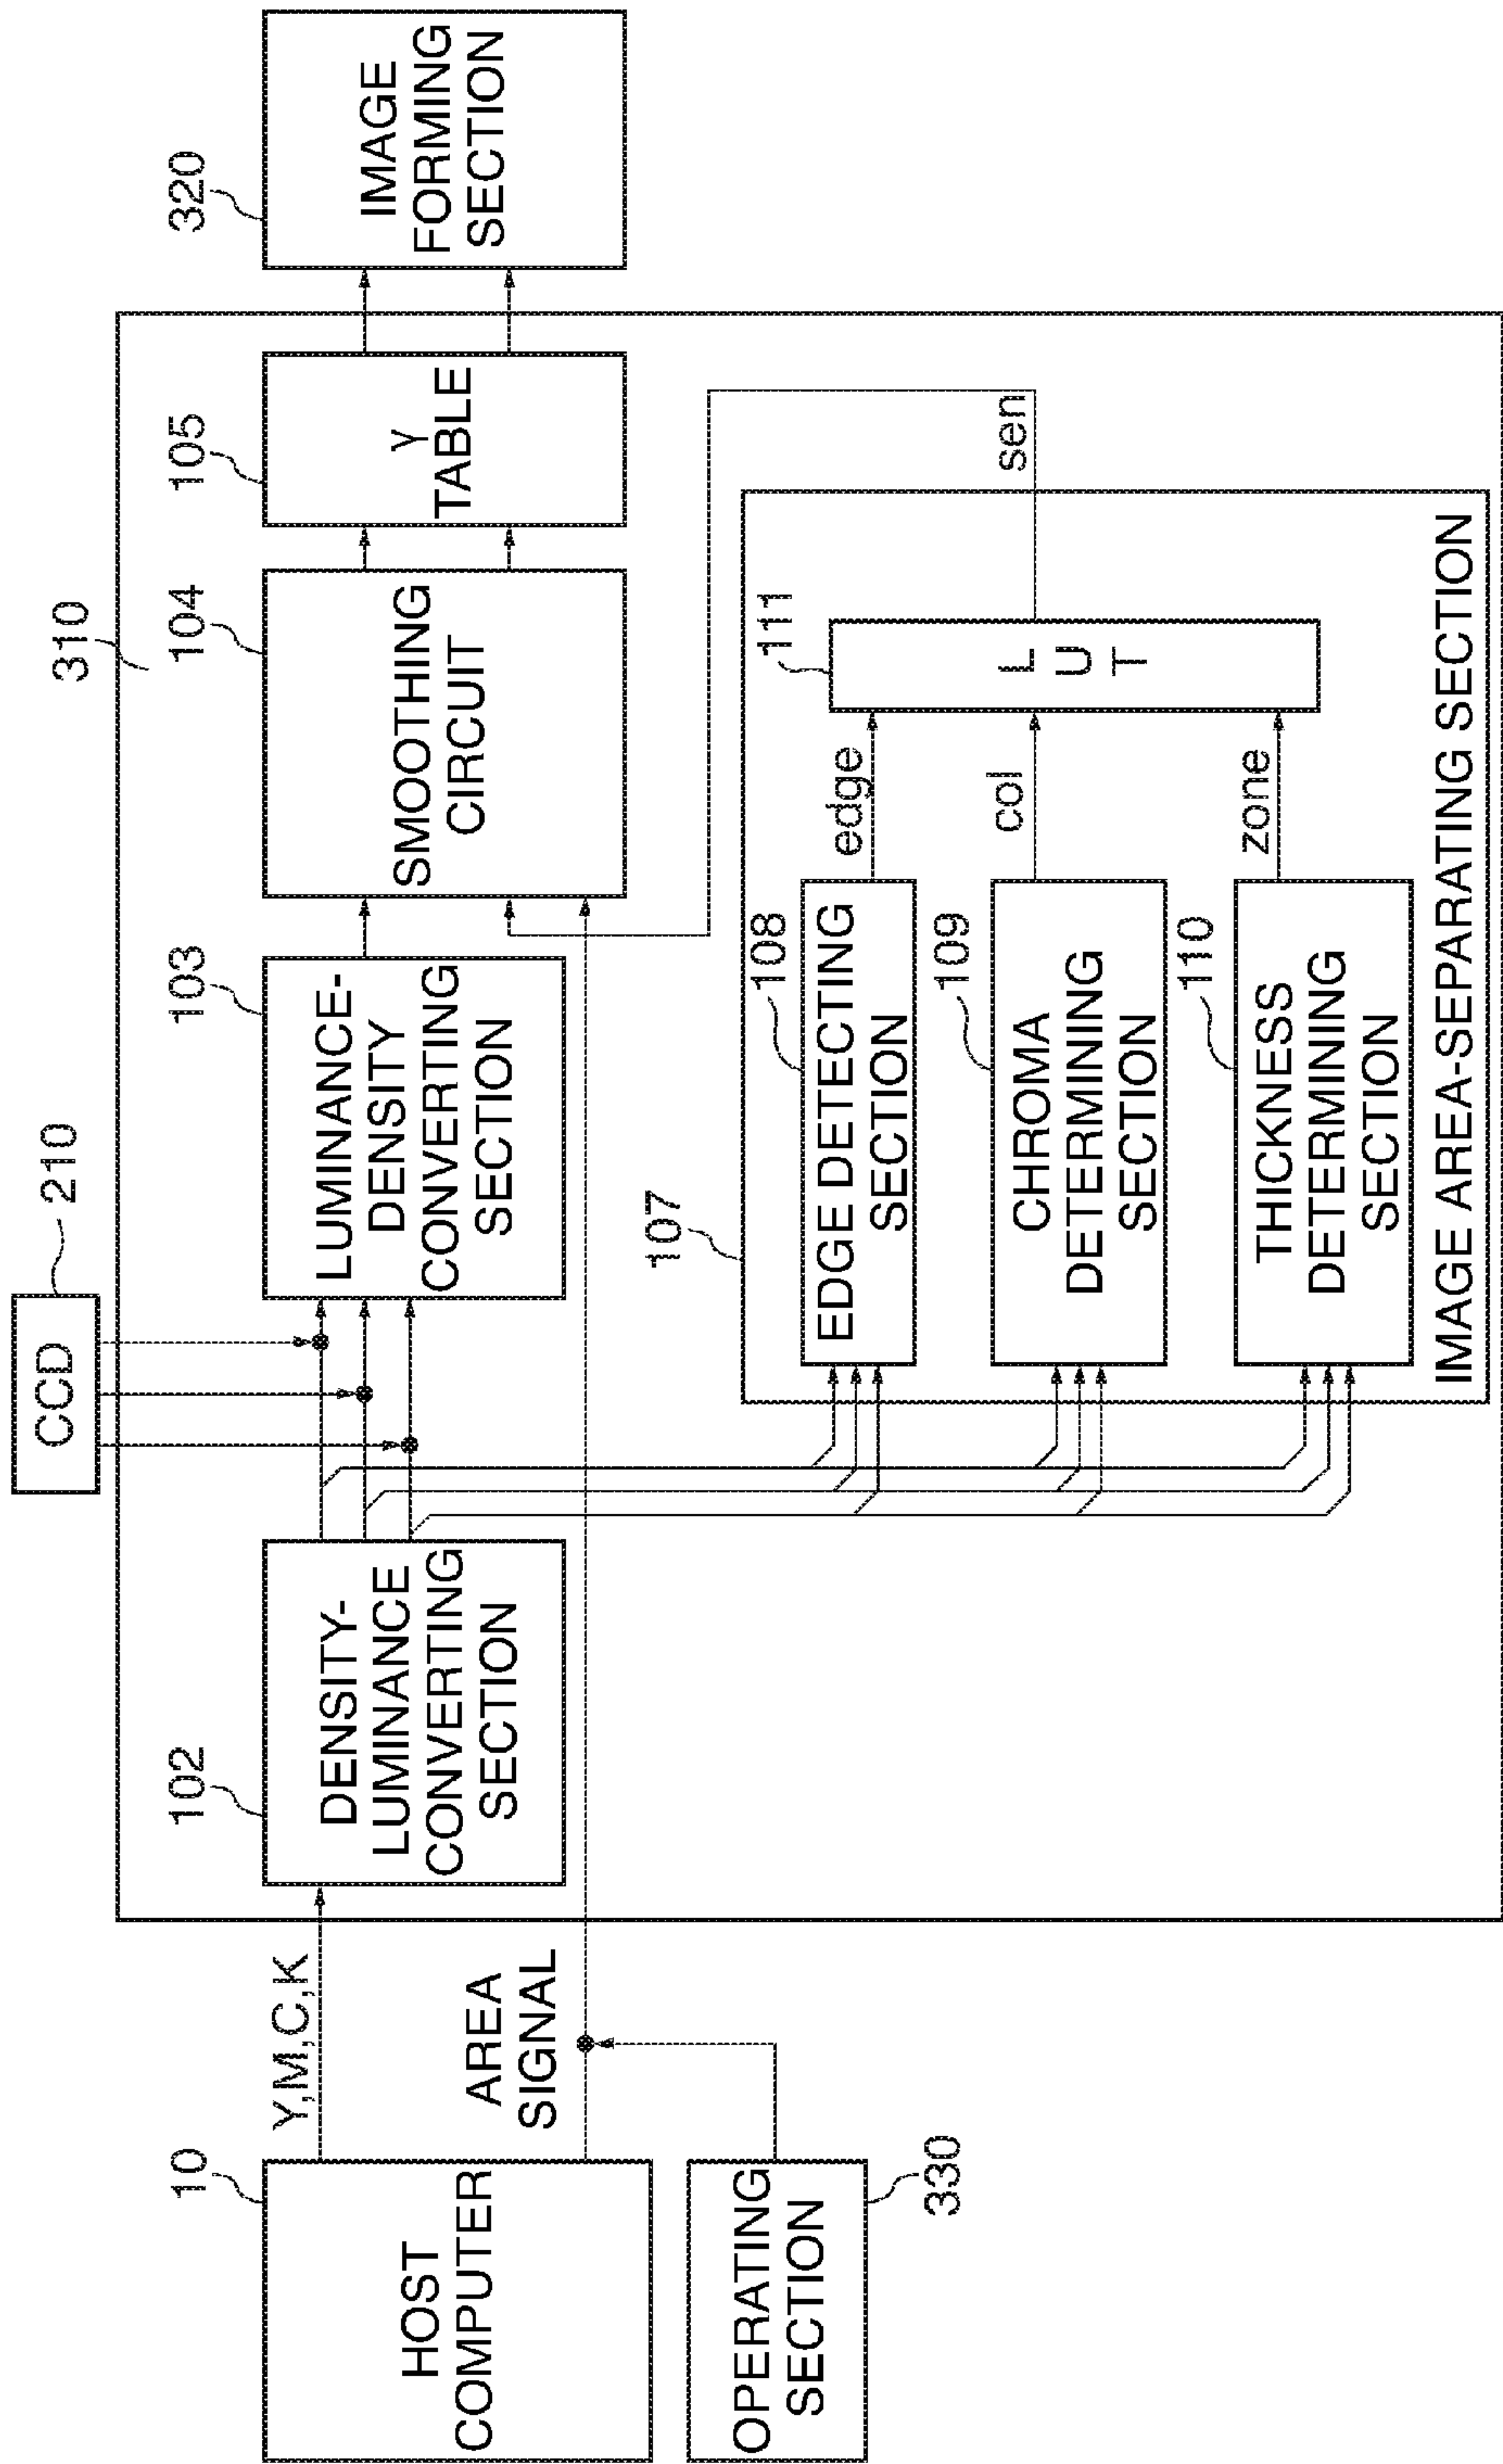 CCD
210
310
10
HOST
COMPUTER
Y,M,C,K
AREA
SIGNAL
OPERATING
SECTION
330
102
DENSITY-
LUMINANCE
CONVERTING
SECTION
103
LUMINANCE-
DENSITY
CONVERTING
SECTION
104
SMOOTHING
CIRCUIT
105
γ
TABLE
320
IMAGE
FORMING
SECTION
107
108
EDGE DETECTING
SECTION
edge
109
CHROMA
DETERMINING
SECTION
col
110
THICKNESS
DETERMINING
SECTION
zone
111
L
U
T
sen
IMAGE AREA-SEPARATING SECTION